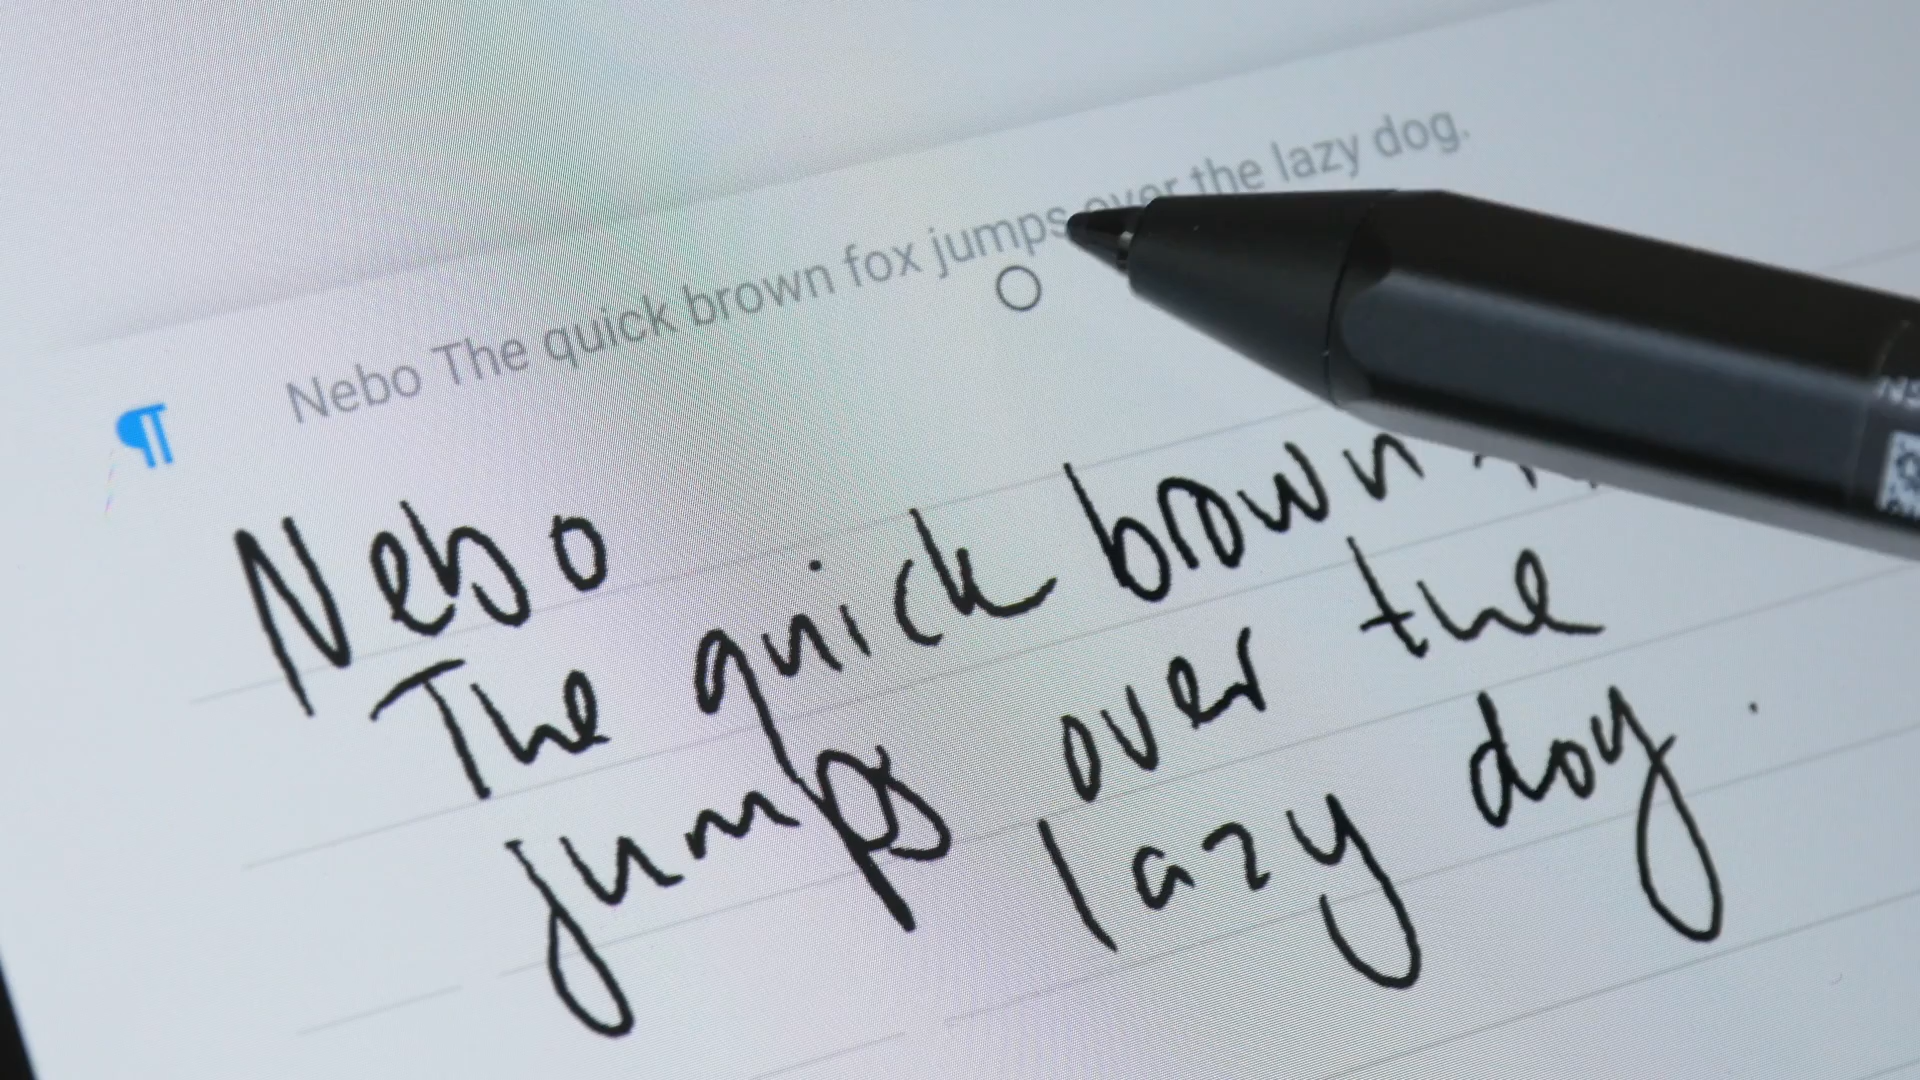 Nebo The quick brown fox jumps over the lazy dog.
¶
Nebo
The quick brown
jumps over the
lazy dog.